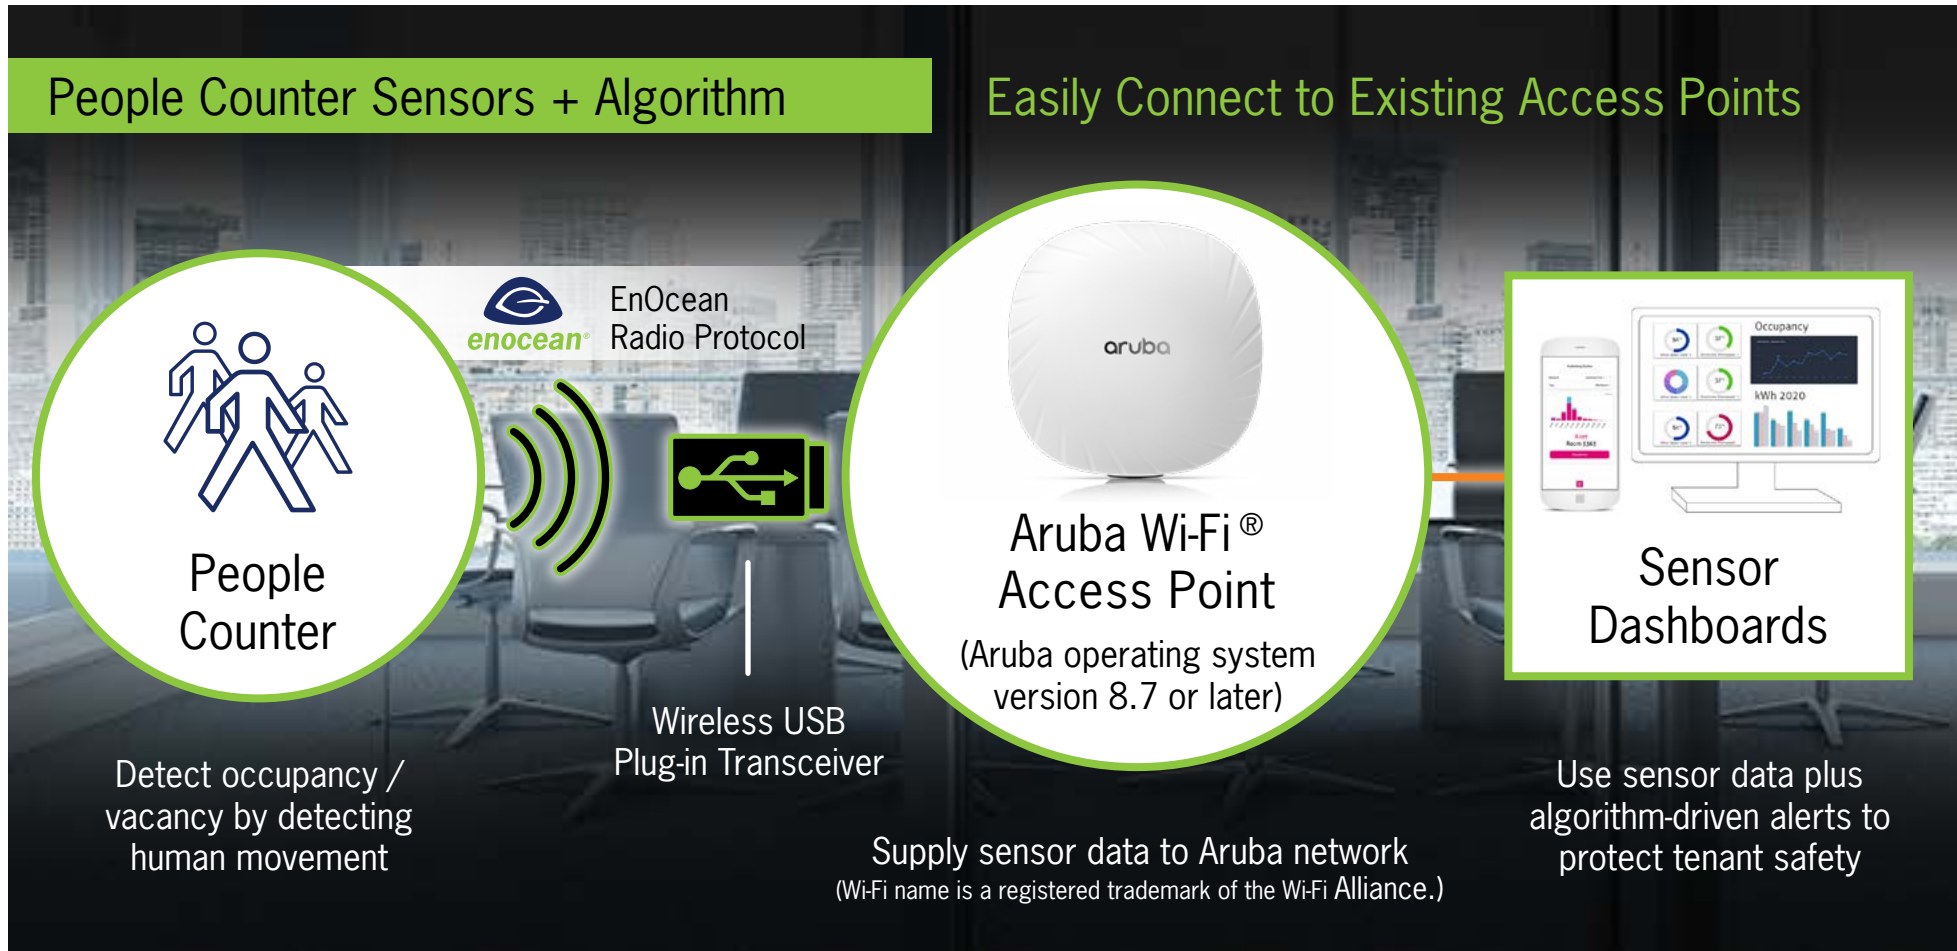 People Counter Sensors + Algorithm
Easily Connect to Existing Access Points
enocean®
EnOcean
Radio Protocol
aruba
People
Counter
Aruba Wi-Fi ®
Access Point
(Aruba operating system
version 8.7 or later)
Occupancy
kWh 2020
Alert
Room 1163
Sensor
Dashboards
Wireless USB
Plug-in Transceiver
Detect occupancy /
vacancy by detecting
human movement
Supply sensor data to Aruba network
(Wi-Fi name is a registered trademark of the Wi-Fi Alliance.)
Use sensor data plus
algorithm-driven alerts to
protect tenant safety